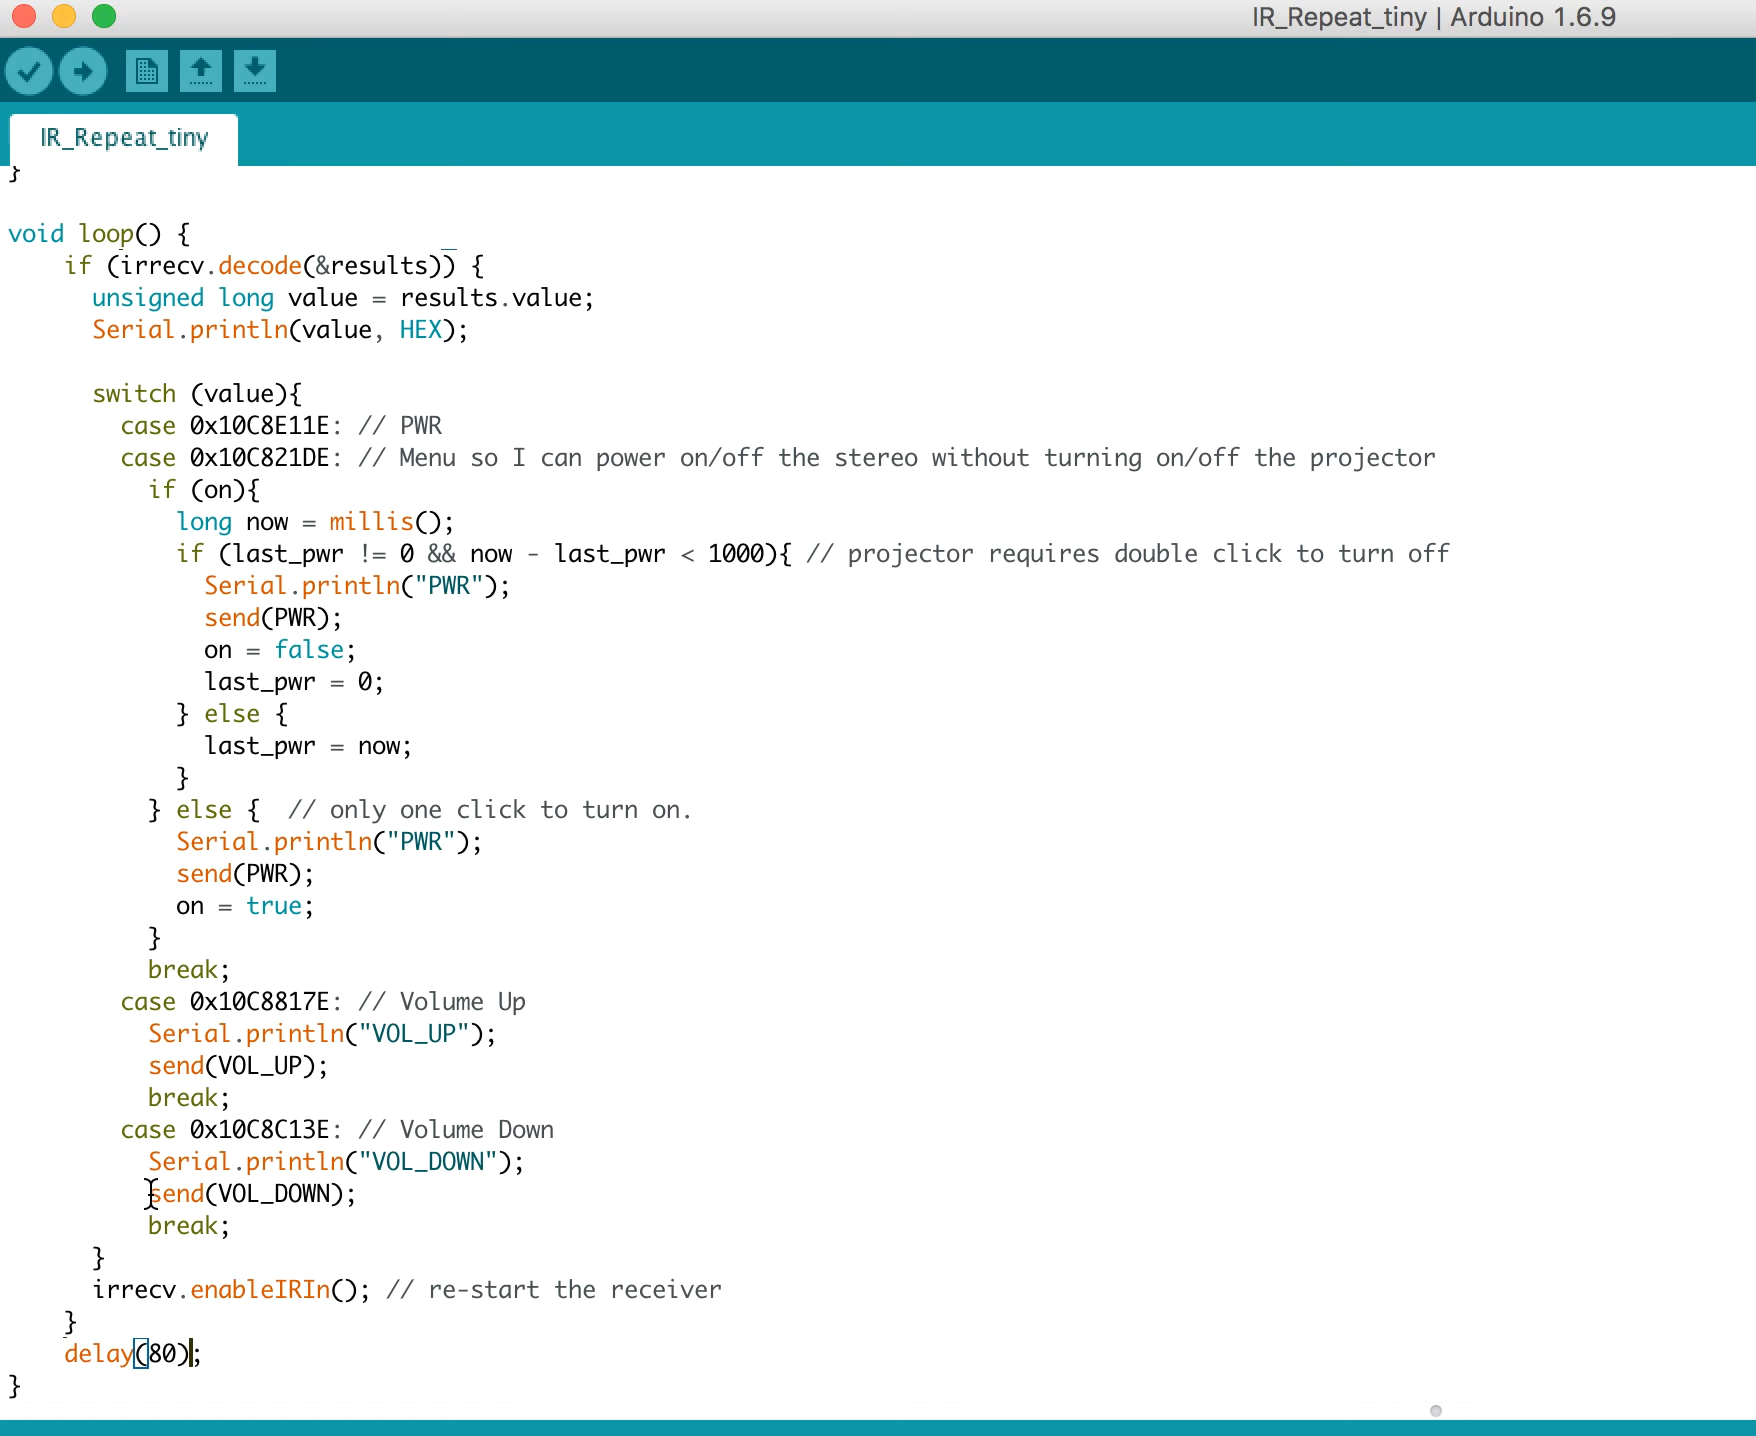 IR_Repeat_tiny | Arduino 1.6.9
IR_Repeat_tiny
}
void loop() {
if (irrecv.decode(&results)) {
unsigned long value = results.value;
Serial.println(value, HEX);
switch (value){
case 0x10C8E11E: // PWR
case 0x10C821DE: // Menu so I can power on/off the stereo without turning on/off the projector
if (on){
long now = millis();
if (last_pwr != 0 && now - last_pwr < 1000){ // projector requires double click to turn off
Serial.println("PWR");
send(PWR);
on = false;
last_pwr = 0;
} else {
last_pwr = now;
}
} else {  // only one click to turn on.
Serial.println("PWR");
send(PWR);
on = true;
}
break;
case 0x10C8817E: // Volume Up
Serial.println("VOL_UP");
send(VOL_UP);
break;
case 0x10C8C13E: // Volume Down
Serial.println("VOL_DOWN");
send(VOL_DOWN);
break;
}
irrecv.enableIRIn(); // re-start the receiver
}
delay(80);
}